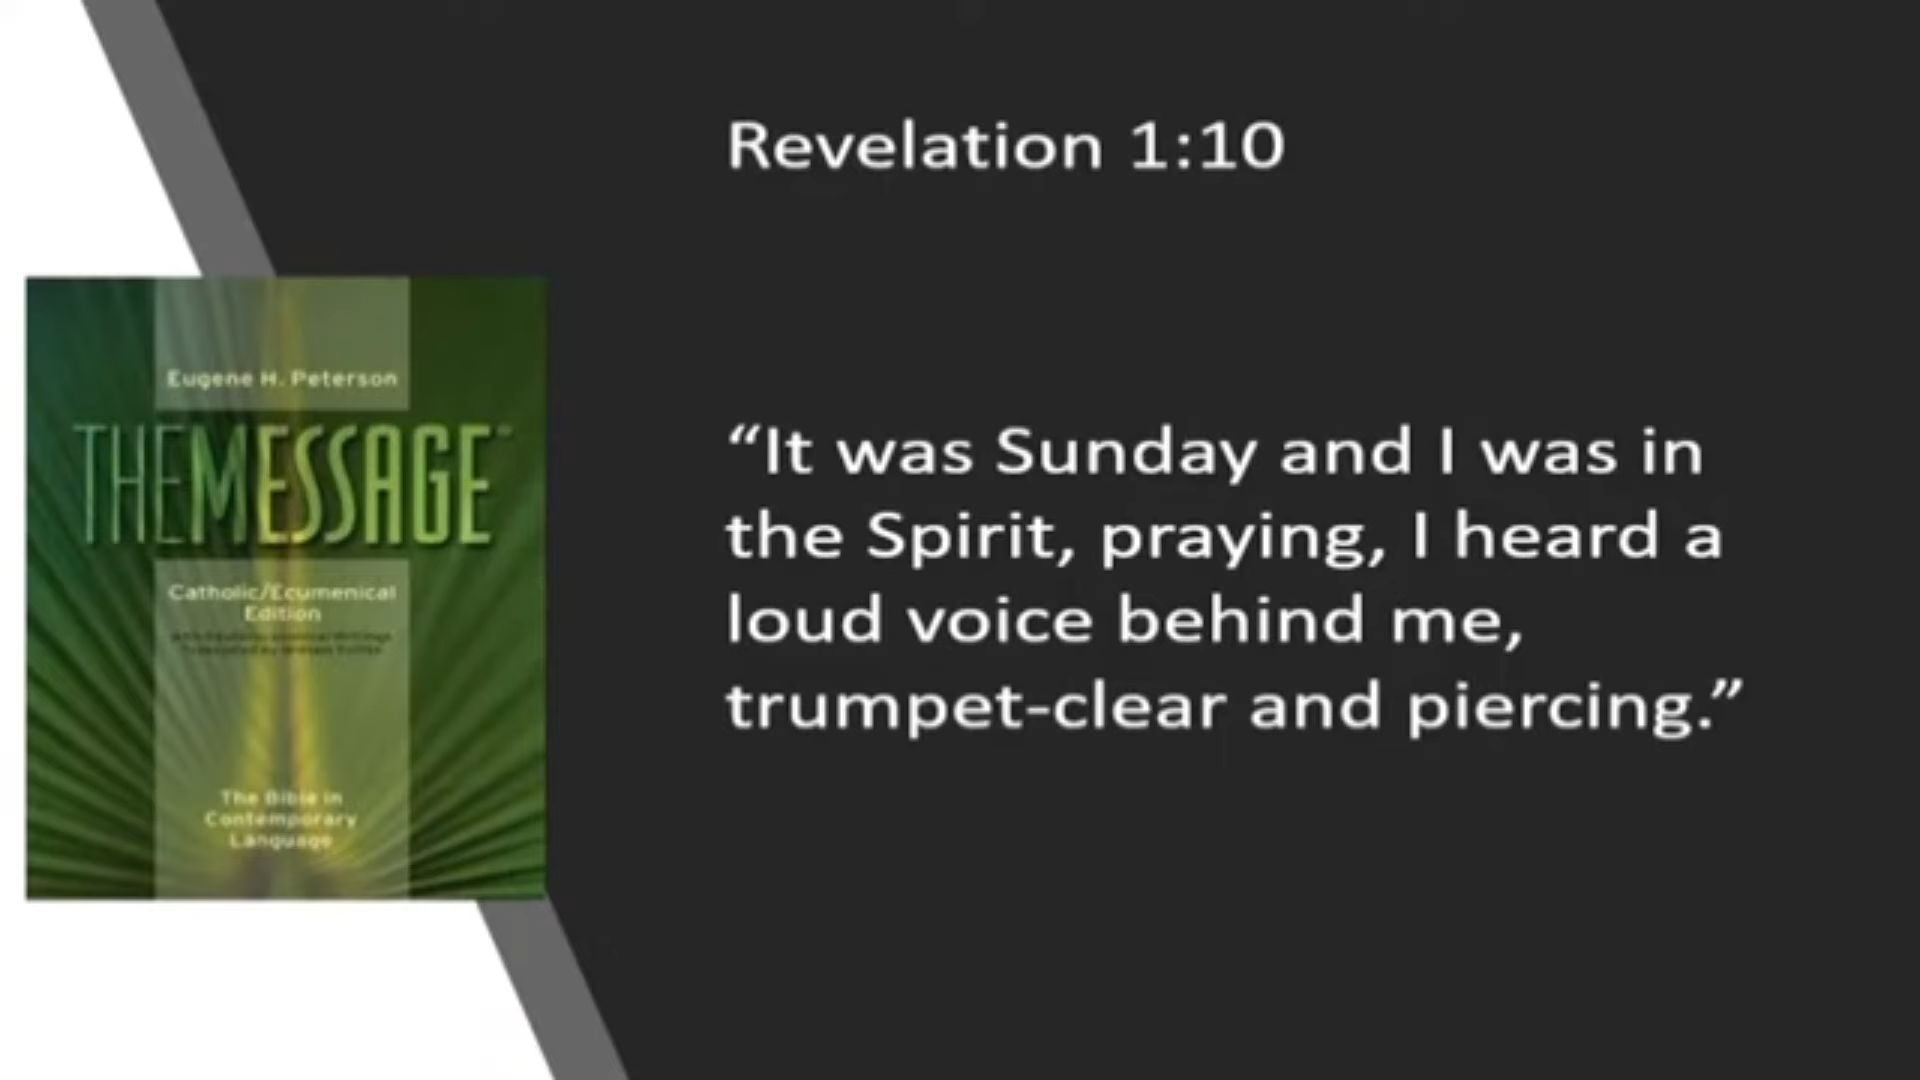 Revelation 1:10
Eugene H. Peterson
THEMESSAGE™
Catholic/Ecumenical
Edition
The Bible in
Contemporary
Language
“It was Sunday and I was in
the Spirit, praying, I heard a
loud voice behind me,
trumpet-clear and piercing.”